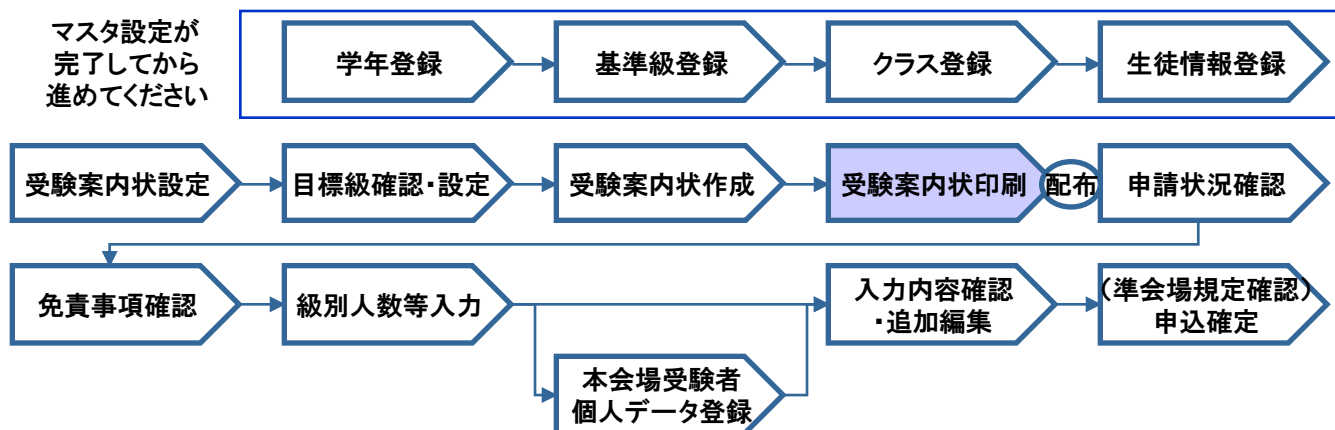 マスタ設定が
完了してから
進めてください
学年登録
基準級登録
クラス登録
生徒情報登録
受験案内状設定
目標級確認・設定
受験案内状作成
受験案内状印刷
配布
申請状況確認
免責事項確認
級別人数等入力
入力内容確認
・追加編集
(準会場規定確認)
申込確定
本会場受験者
個人データ登録